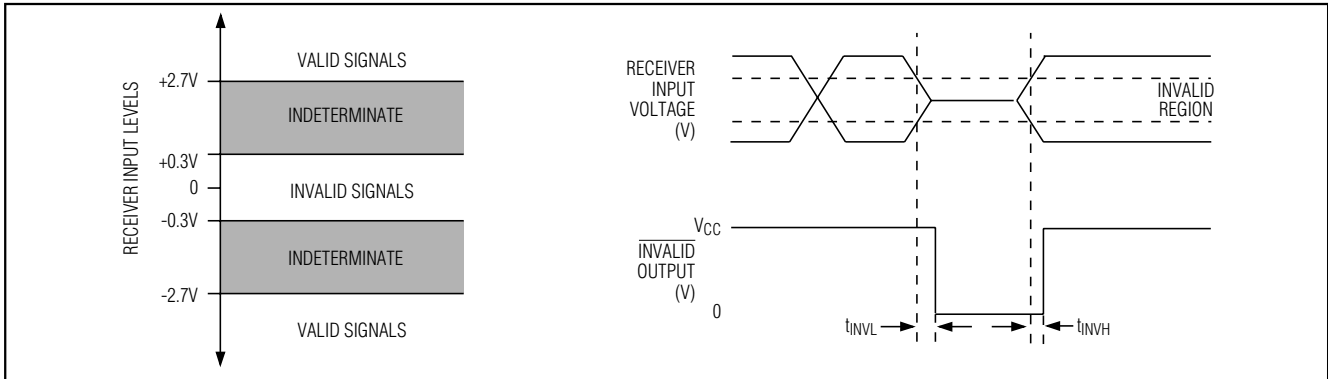 RECEIVER INPUT LEVELS
VALID SIGNALS
+2.7V
INDETERMINATE
+0.3V
0
INVALID SIGNALS
-0.3V
INDETERMINATE
-2.7V
VALID SIGNALS
RECEIVER
INPUT
VOLTAGE
(V)
INVALID
REGION
VCC
INVALID
OUTPUT
(V)
0
tINVL
tINVH